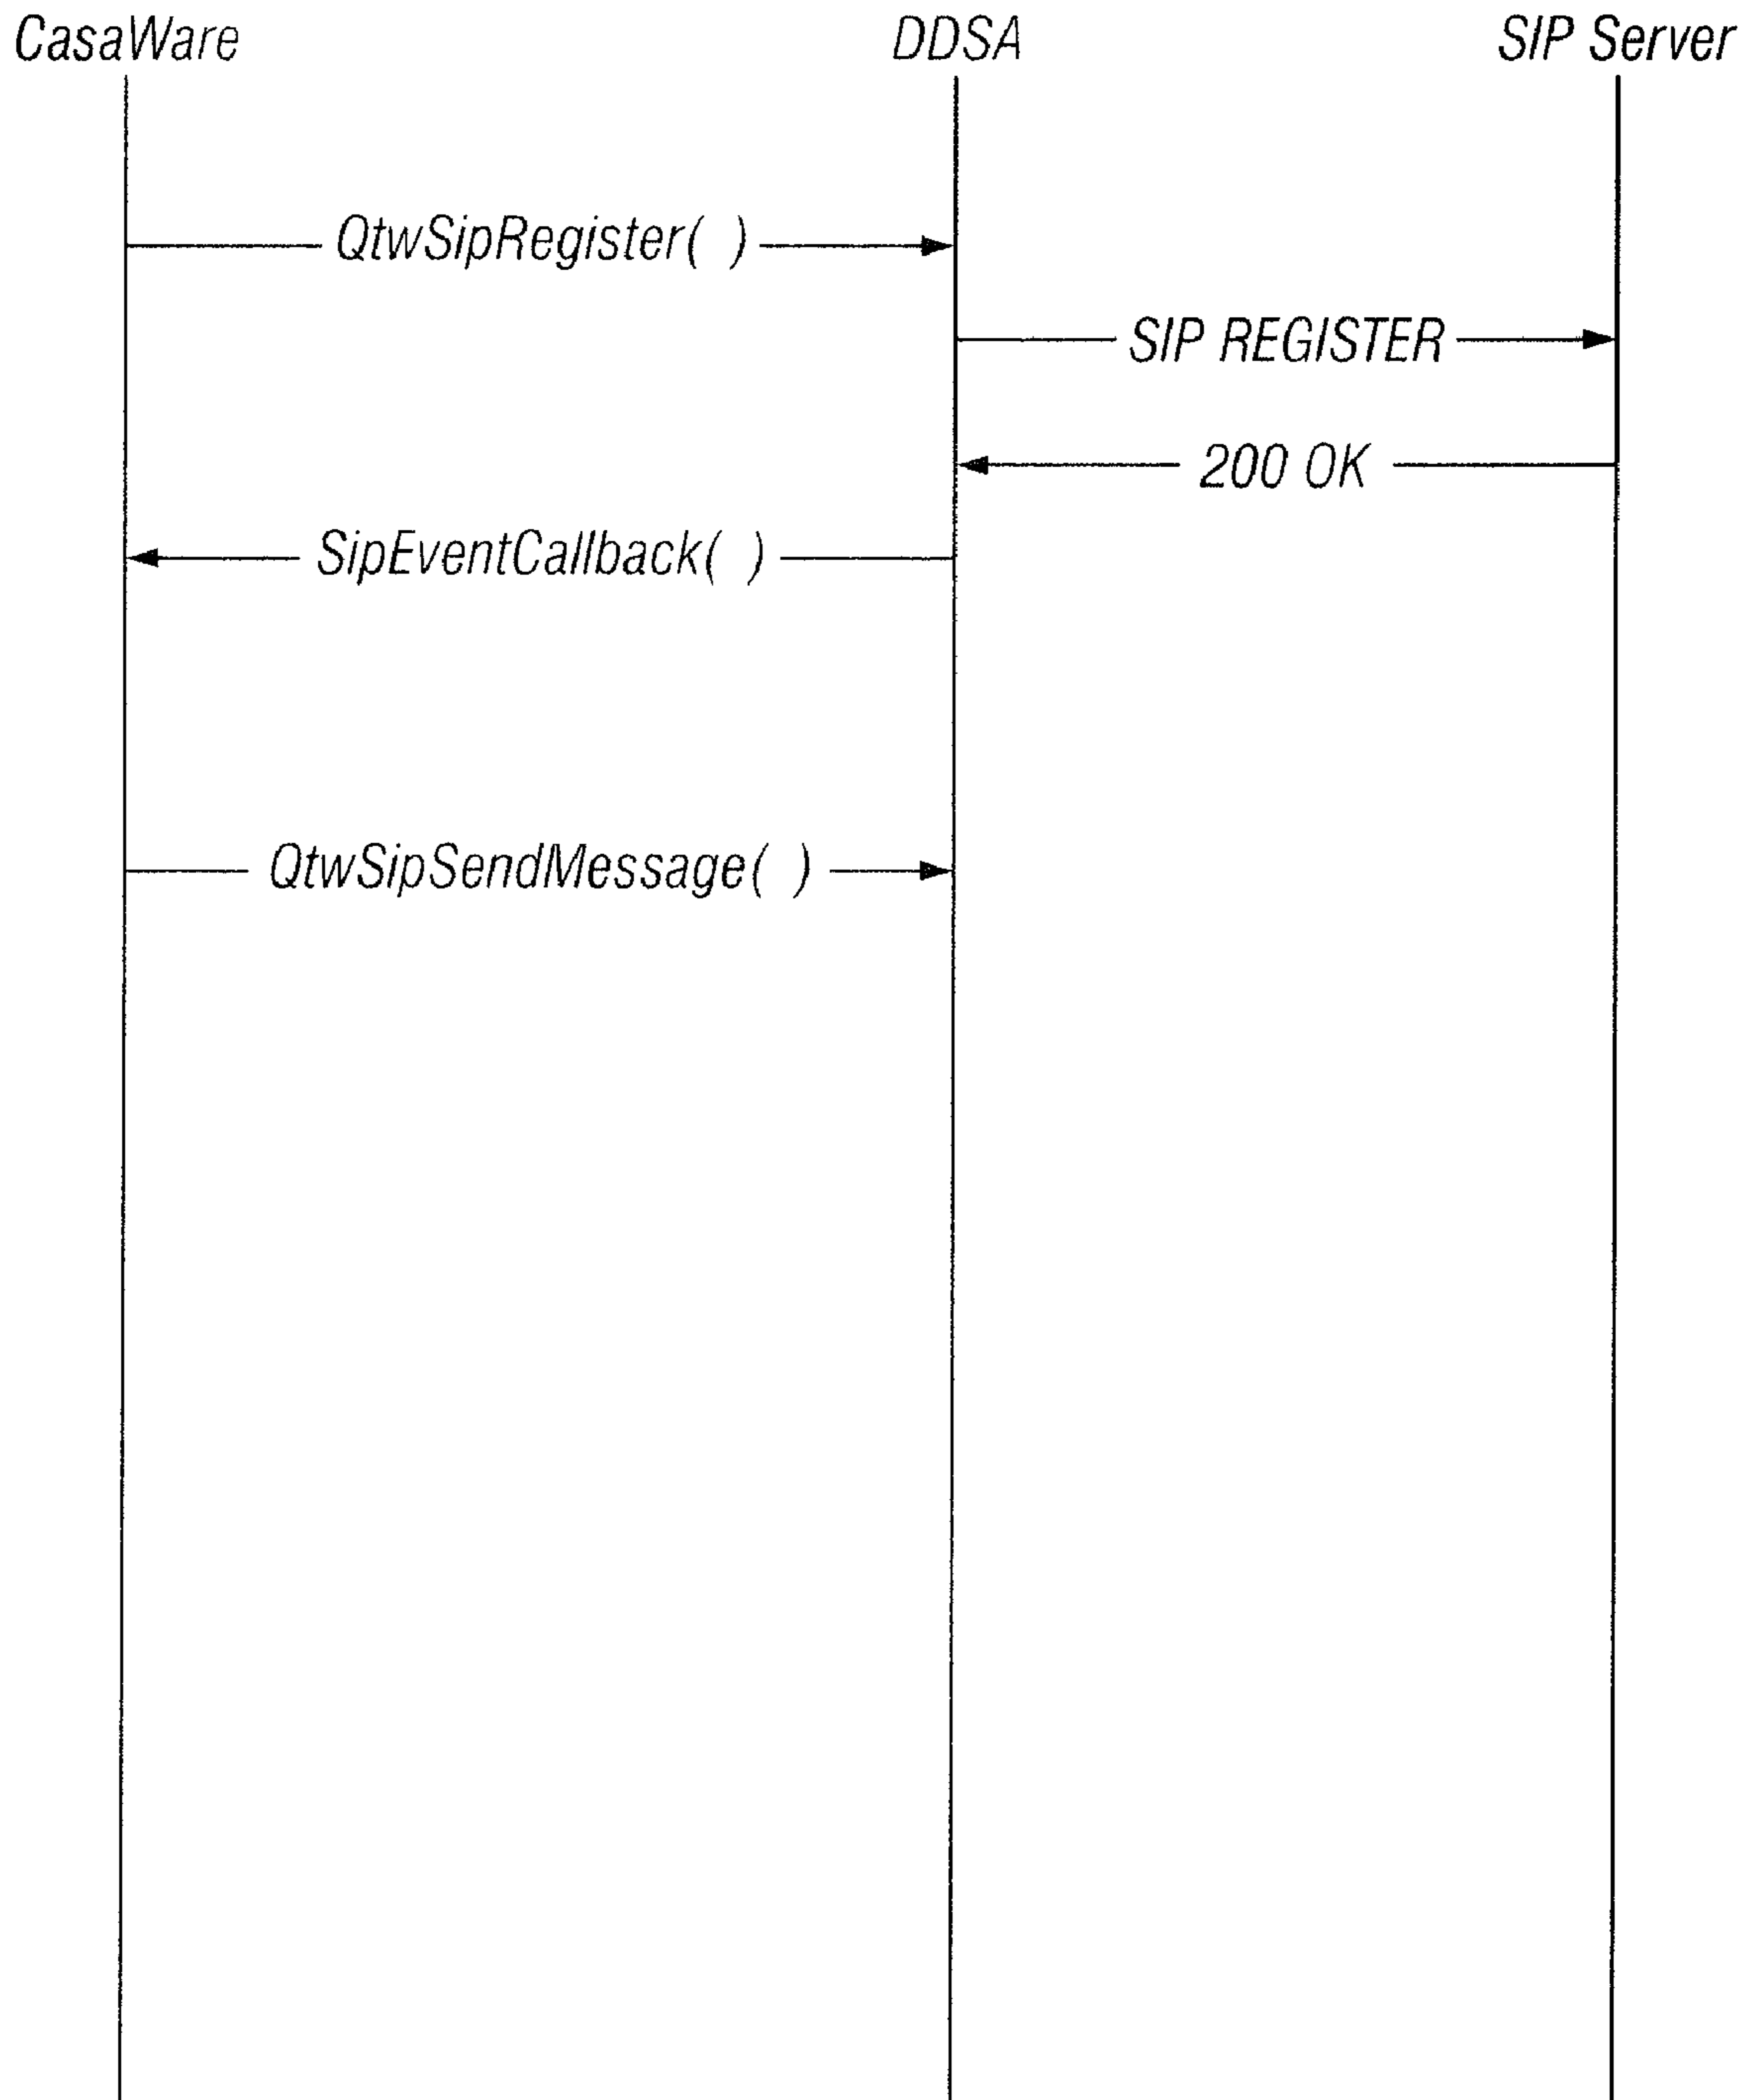 CasaWare DDSA SIP Server
QtwSipRegister( )
SIP REGISTER
200 OK
SipEventCallback( )
QtwSipSendMessage( )